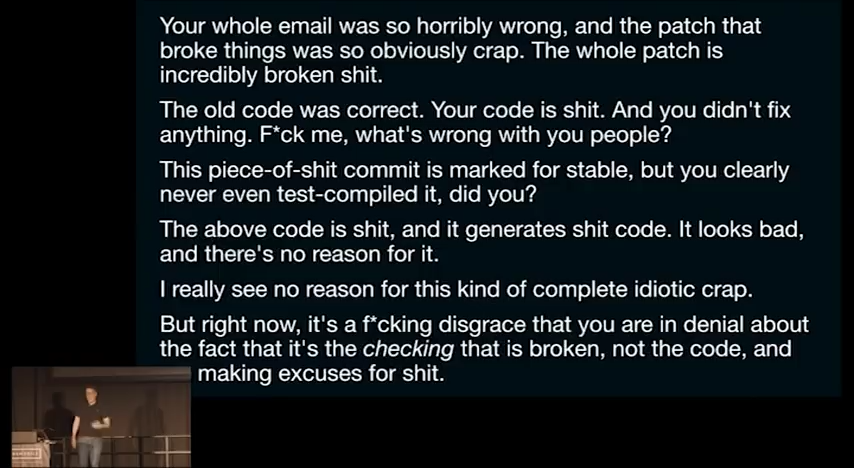 Your whole email was so horribly wrong, and the patch that
broke things was so obviously crap. The whole patch is
incredibly broken shit.
The old code was correct. Your code is shit. And you didn't fix
anything. F*ck me, what's wrong with you people?
This piece-of-shit commit is marked for stable, but you clearly
never even test-compiled it, did you?
The above code is shit, and it generates shit code. It looks bad,
and there's no reason for it.
I really see no reason for this kind of complete idiotic crap.
But right now, it's a f*cking disgrace that you are in denial about
the fact that it's the checking that is broken, not the code, and
making excuses for shit.